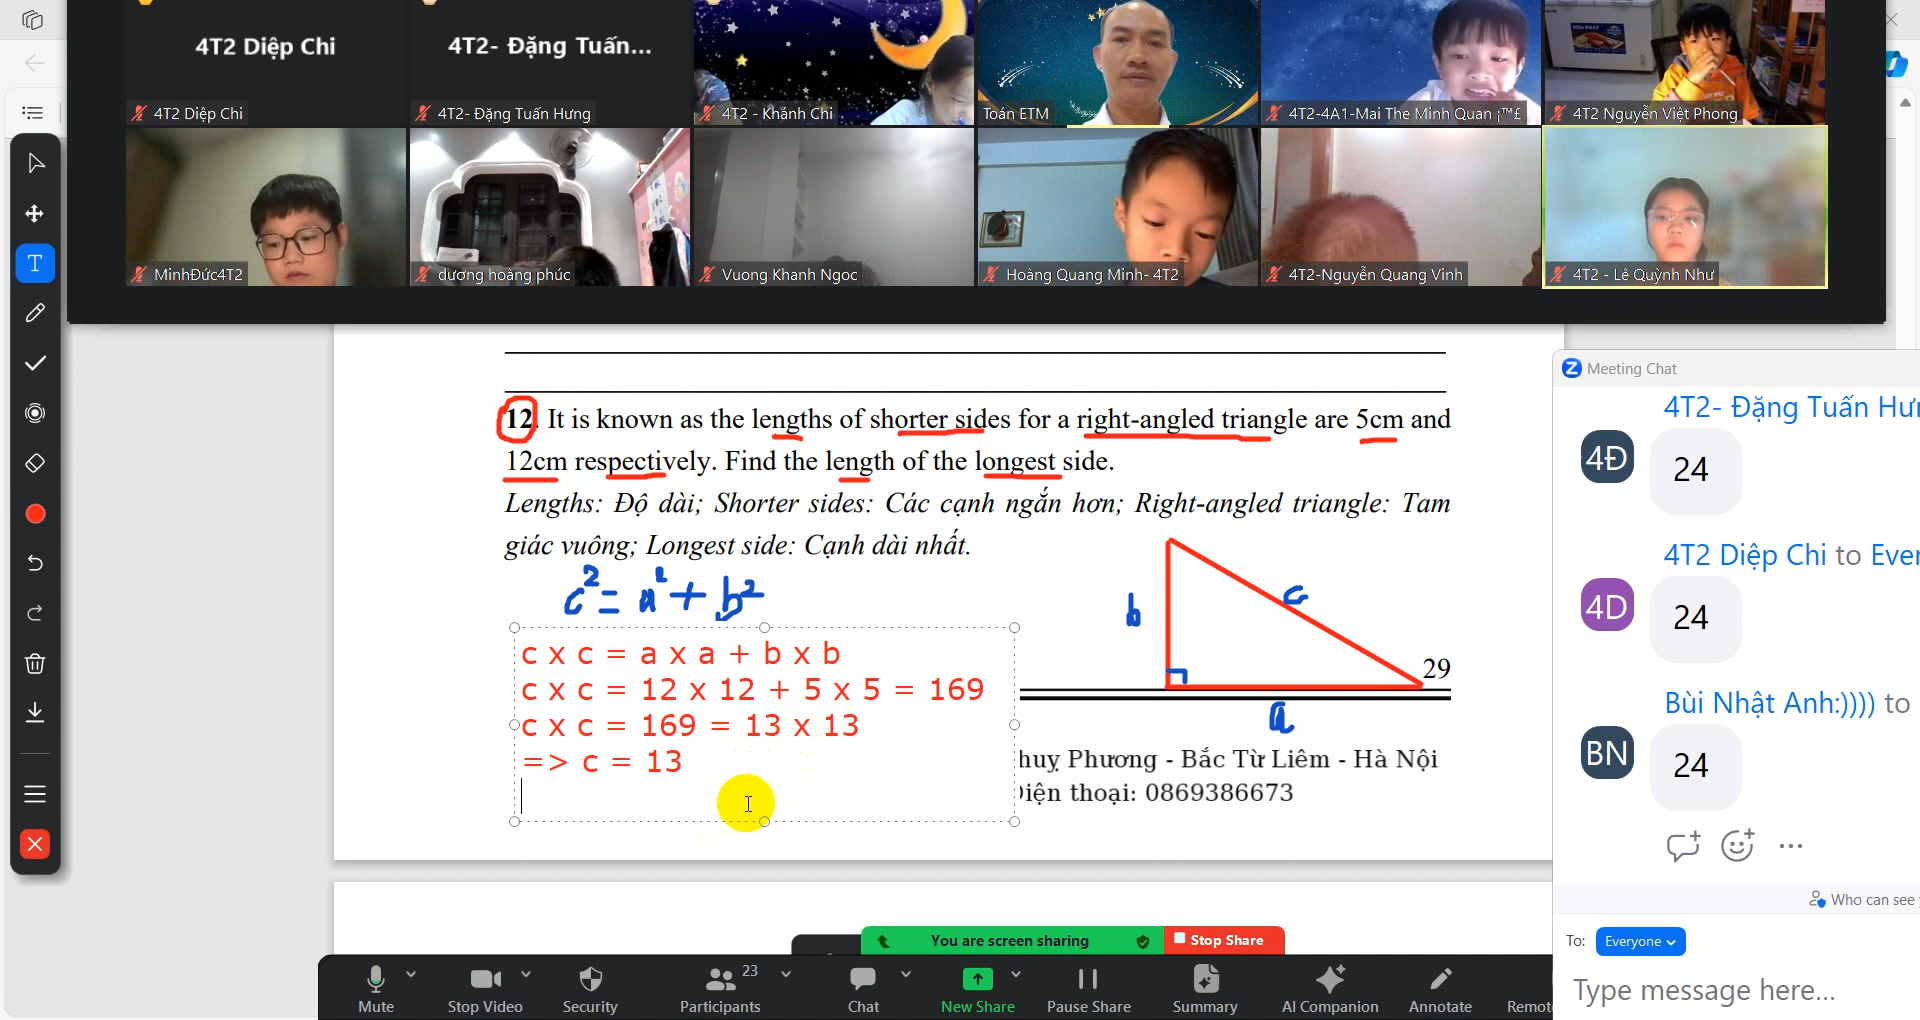 4T2 Diệp Chi
4T2- Đặng Tuấn...
4T2 Diệp Chi
4T2- Đặng Tuấn Hưng
4T2 - Khánh Chi
Toán ETM
4T2-4A1-Mai The Minh Quan ¡™£
4T2 Nguyễn Việt Phong
MinhĐức4T2
dương hoàng phúc
Vuong Khanh Ngoc
Hoàng Quang Minh- 4T2
4T2-Nguyễn Quang Vinh
4T2 - Lê Quỳnh Như
T
12. It is known as the lengths of shorter sides for a right-angled triangle are 5cm and
12cm respectively. Find the length of the longest side.
Lengths: Độ dài; Shorter sides: Các cạnh ngắn hơn; Right-angled triangle: Tam
giác vuông; Longest side: Cạnh dài nhất.
c² = a² + b²
c x c = a x a + b x b
c x c = 12 x 12 + 5 x 5 = 169
c x c = 169 = 13 x 13
=> c = 13
b
c
a
29
huỵ Phương - Bắc Từ Liêm - Hà Nội
Điện thoại: 0869386673
Meeting Chat
4T2- Đặng Tuấn Hưn
4Đ
24
4T2 Diệp Chi to Ever
4D
24
Bùi Nhật Anh:)))) to
BN
24
Who can see
To:
Everyone
Type message here...
You are screen sharing
Stop Share
Mute
Stop Video
Security
Participants
23
Chat
New Share
Pause Share
Summary
AI Companion
Annotate
Remot